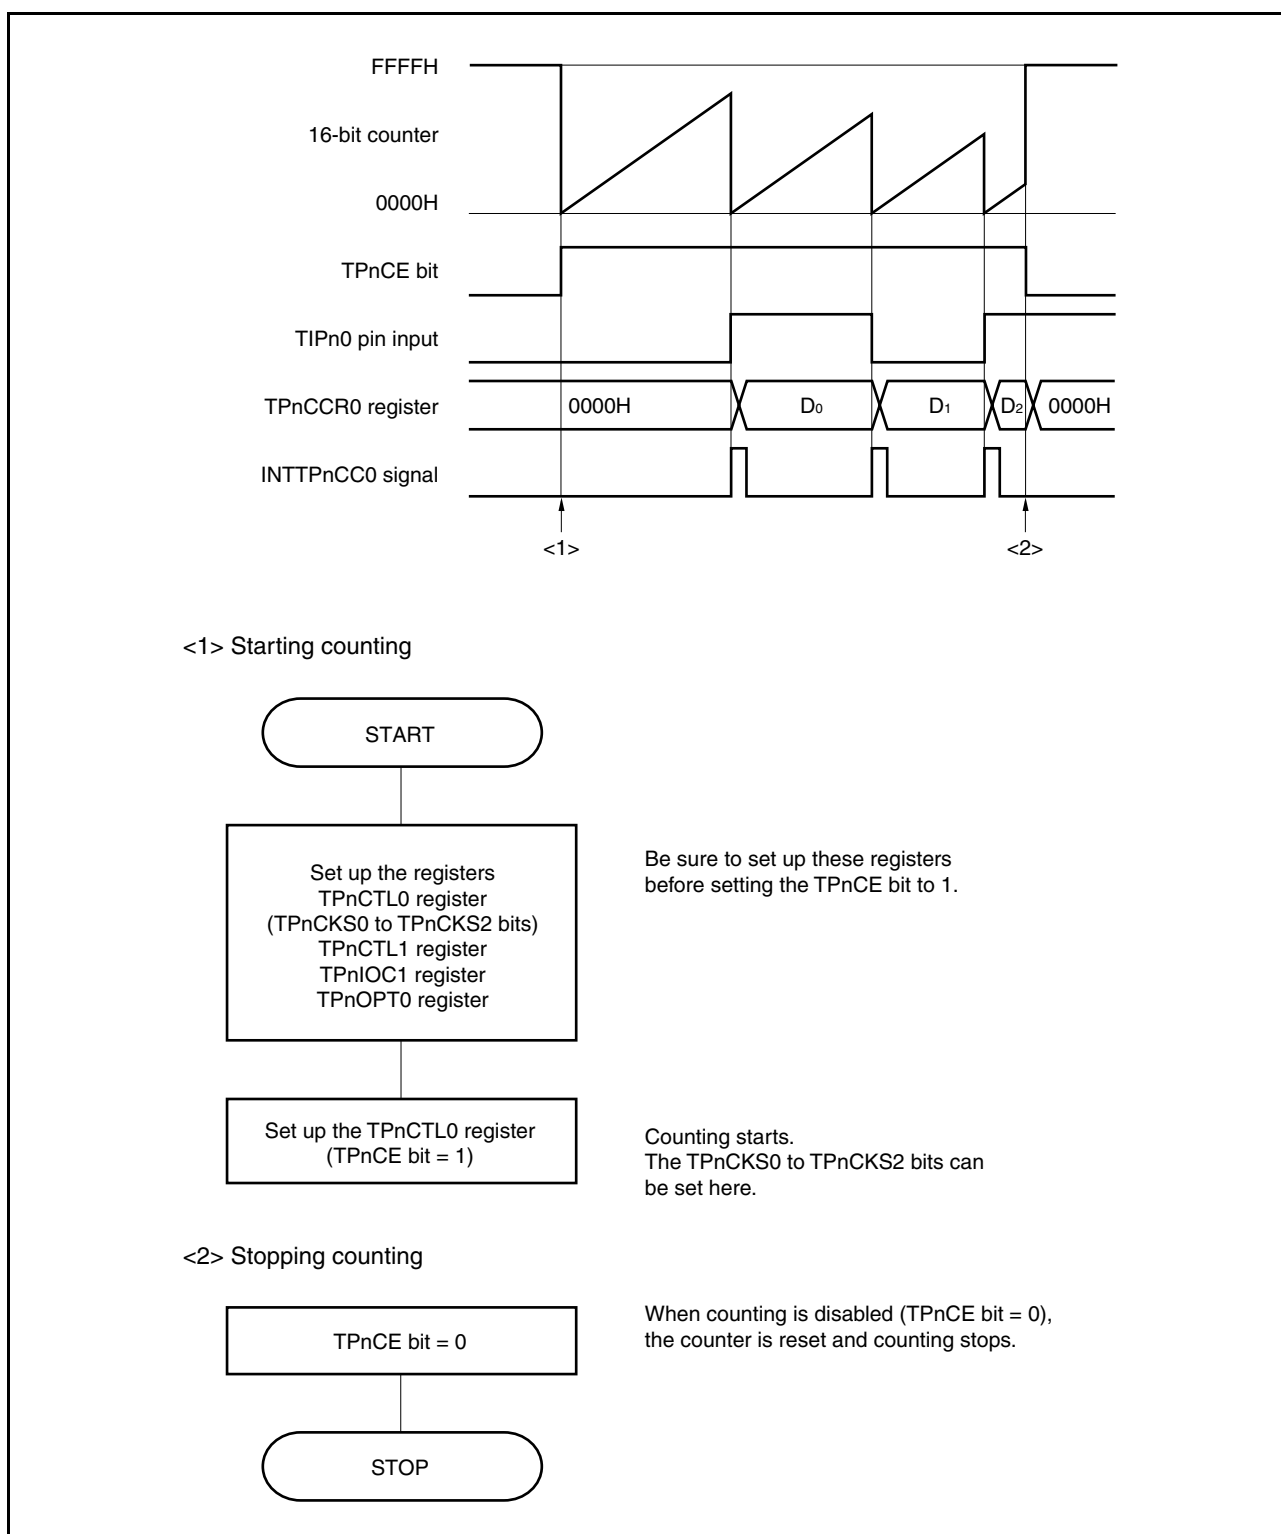 FFFFH
16-bit counter
0000H
TPnCE bit
TIPn0 pin input
TPnCCR0 register
0000H
D0
D1
D2
0000H
INTTPnCC0 signal
<1>
<2>
<1> Starting counting
START
Set up the registers
TPnCTL0 register
(TPnCKS0 to TPnCKS2 bits)
TPnCTL1 register
TPnIOC1 register
TPnOPT0 register
Be sure to set up these registers
before setting the TPnCE bit to 1.
Set up the TPnCTL0 register
(TPnCE bit = 1)
Counting starts.
The TPnCKS0 to TPnCKS2 bits can
be set here.
<2> Stopping counting
TPnCE bit = 0
When counting is disabled (TPnCE bit = 0),
the counter is reset and counting stops.
STOP